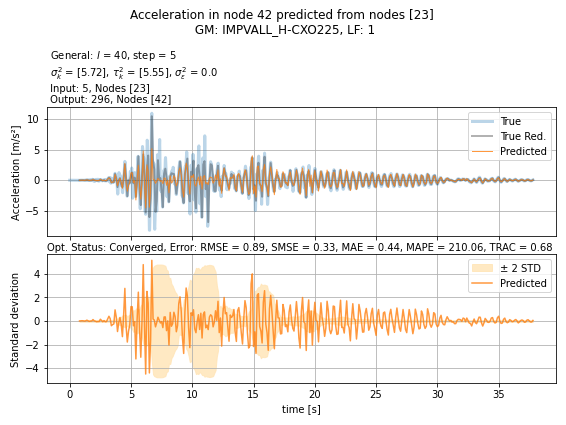 Acceleration in node 42 predicted from nodes [23]
GM: IMPVALL_H-CXO225, LF: 1
General: l = 40, step = 5
σ²ₖ = [5.72], τ²ₖ = [5.55], σ²ε = 0.0
Input: 5, Nodes [23]
Output: 296, Nodes [42]
Acceleration [m/s²]
10
5
0
−5
True
True Red.
Predicted
Opt. Status: Converged, Error: RMSE = 0.89, SMSE = 0.33, MAE = 0.44, MAPE = 210.06, TRAC = 0.68
Standard deviation
4
2
0
−2
−4
± 2 STD
Predicted
0 5 10 15 20 25 30 35
time [s]